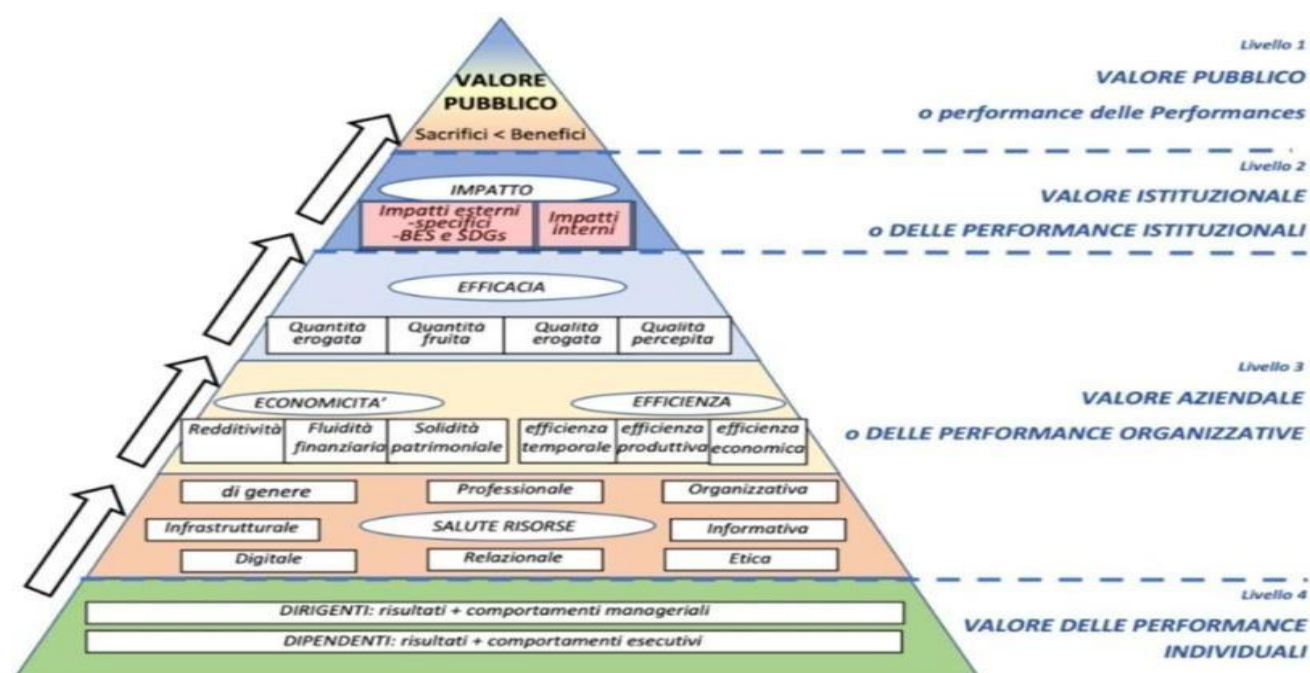 Livello 1
VALORE
PUBBLICO
Sacrifici < Benefici
VALORE PUBBLICO
o performance delle Performances
Livello 2
IMPATTO
Impatti esterni
-specifici
-BES e SDGs
Impatti
interni
VALORE ISTITUZIONALE
o DELLE PERFORMANCE ISTITUZIONALI
EFFICACIA
Quantità
erogata
Quantità
fruita
Qualità
erogata
Qualità
percepita
Livello 3
VALORE AZIENDALE
o DELLE PERFORMANCE ORGANIZZATIVE
ECONOMICITA'
Redditività
Fluidità
finanziaria
Solidità
patrimoniale
EFFICIENZA
efficienza
temporale
efficienza
produttiva
efficienza
economica
di genere
Professionale
Organizzativa
Infrastrutturale
SALUTE RISORSE
Informativa
Digitale
Relazionale
Etica
Livello 4
DIRIGENTI: risultati + comportamenti manageriali
DIPENDENTI: risultati + comportamenti esecutivi
VALORE DELLE PERFORMANCE
INDIVIDUALI